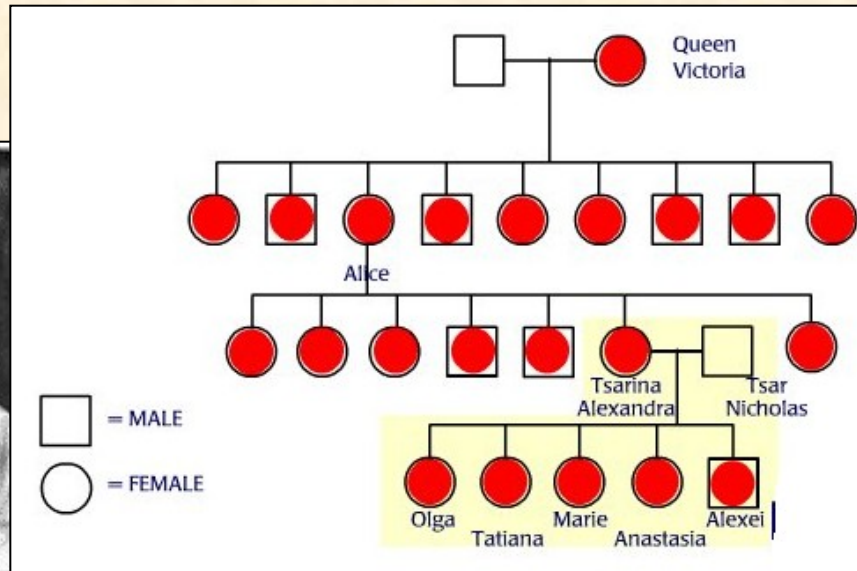 Queen
Victoria
Alice
Tsarina
Alexandra
Tsar
Nicholas
= MALE
= FEMALE
Olga
Tatiana
Marie
Anastasia
Alexei